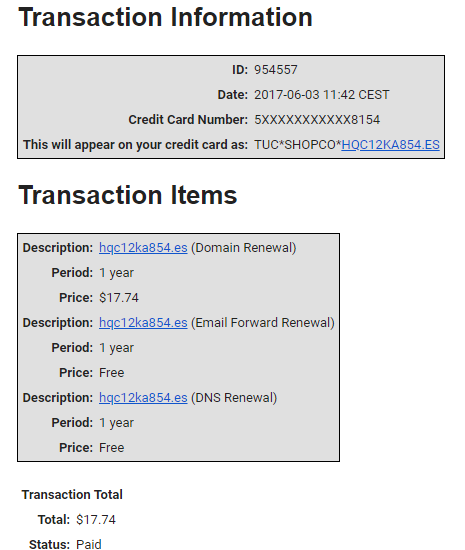 Transaction Information
ID: 954557
Date: 2017-06-03 11:42 CEST
Credit Card Number: 5XXXXXXXXXXX8154
This will appear on your credit card as: TUC*SHOPCO*HQC12KA854.ES
Transaction Items
Description: hqc12ka854.es (Domain Renewal)
Period: 1 year
Price: $17.74
Description: hqc12ka854.es (Email Forward Renewal)
Period: 1 year
Price: Free
Description: hqc12ka854.es (DNS Renewal)
Period: 1 year
Price: Free
Transaction Total
Total: $17.74
Status: Paid